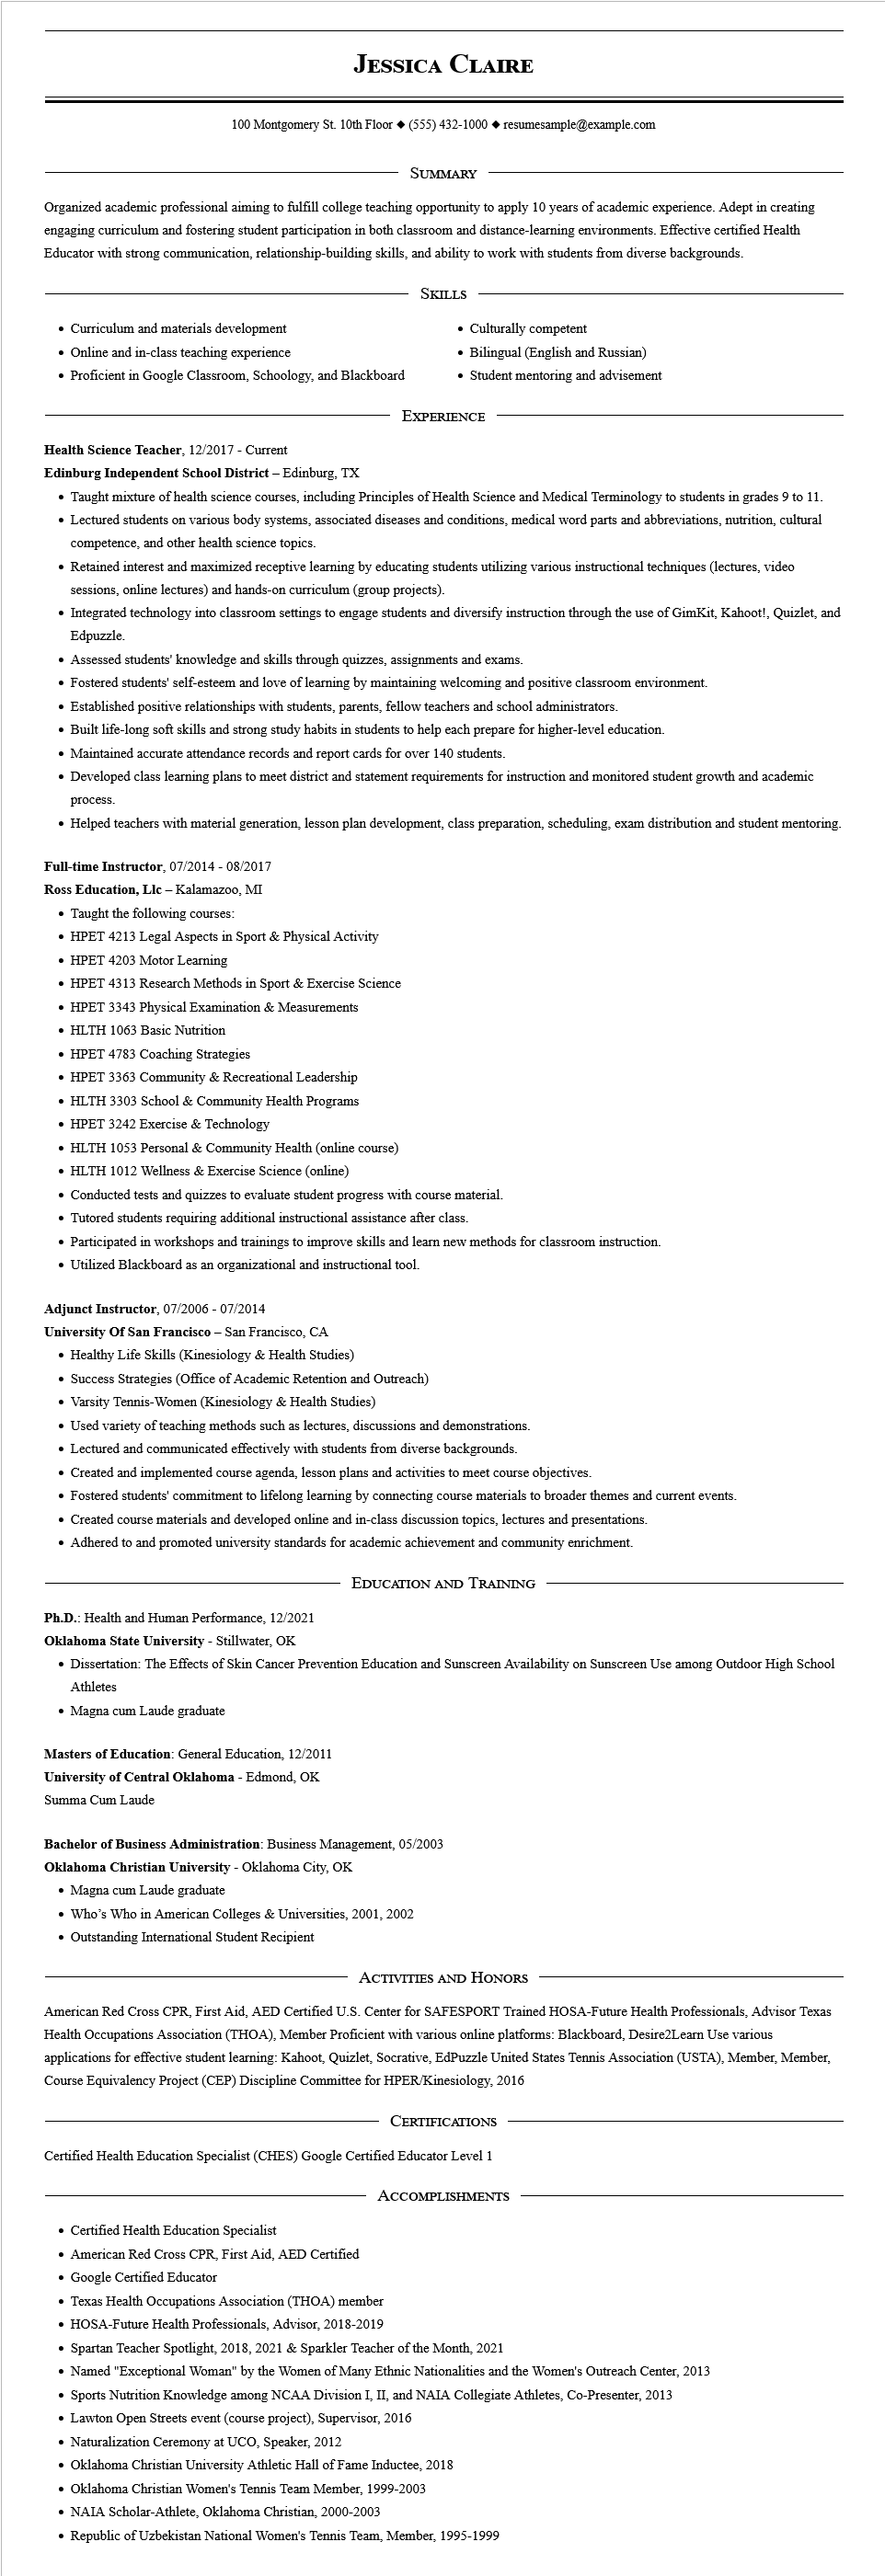 Jessica Claire
100 Montgomery St. 10th Floor ◆ (555) 432-1000 ◆ resumesample@example.com
Summary
Organized academic professional aiming to fulfill college teaching opportunity to apply 10 years of academic experience. Adept in creating
engaging curriculum and fostering student participation in both classroom and distance-learning environments. Effective certified Health
Educator with strong communication, relationship-building skills, and ability to work with students from diverse backgrounds.
Skills
• Curriculum and materials development
• Online and in-class teaching experience
• Proficient in Google Classroom, Schoology, and Blackboard
• Culturally competent
• Bilingual (English and Russian)
• Student mentoring and advisement
Experience
Health Science Teacher, 12/2017 - Current
Edinburg Independent School District – Edinburg, TX
• Taught mixture of health science courses, including Principles of Health Science and Medical Terminology to students in grades 9 to 11.
• Lectured students on various body systems, associated diseases and conditions, medical word parts and abbreviations, nutrition, cultural
competence, and other health science topics.
• Retained interest and maximized receptive learning by educating students utilizing various instructional techniques (lectures, video
sessions, online lectures) and hands-on curriculum (group projects).
• Integrated technology into classroom settings to engage students and diversify instruction through the use of GimKit, Kahoot!, Quizlet, and
Edpuzzle.
• Assessed students' knowledge and skills through quizzes, assignments and exams.
• Fostered students' self-esteem and love of learning by maintaining welcoming and positive classroom environment.
• Established positive relationships with students, parents, fellow teachers and school administrators.
• Built life-long soft skills and strong study habits in students to help each prepare for higher-level education.
• Maintained accurate attendance records and report cards for over 140 students.
• Developed class learning plans to meet district and statement requirements for instruction and monitored student growth and academic
process.
• Helped teachers with material generation, lesson plan development, class preparation, scheduling, exam distribution and student mentoring.
Full-time Instructor, 07/2014 - 08/2017
Ross Education, Llc – Kalamazoo, MI
• Taught the following courses:
• HPET 4213 Legal Aspects in Sport & Physical Activity
• HPET 4203 Motor Learning
• HPET 4313 Research Methods in Sport & Exercise Science
• HPET 3343 Physical Examination & Measurements
• HLTH 1063 Basic Nutrition
• HPET 4783 Coaching Strategies
• HPET 3363 Community & Recreational Leadership
• HLTH 3303 School & Community Health Programs
• HPET 3242 Exercise & Technology
• HLTH 1053 Personal & Community Health (online course)
• HLTH 1012 Wellness & Exercise Science (online)
• Conducted tests and quizzes to evaluate student progress with course material.
• Tutored students requiring additional instructional assistance after class.
• Participated in workshops and trainings to improve skills and learn new methods for classroom instruction.
• Utilized Blackboard as an organizational and instructional tool.
Adjunct Instructor, 07/2006 - 07/2014
University Of San Francisco – San Francisco, CA
• Healthy Life Skills (Kinesiology & Health Studies)
• Success Strategies (Office of Academic Retention and Outreach)
• Varsity Tennis-Women (Kinesiology & Health Studies)
• Used variety of teaching methods such as lectures, discussions and demonstrations.
• Lectured and communicated effectively with students from diverse backgrounds.
• Created and implemented course agenda, lesson plans and activities to meet course objectives.
• Fostered students' commitment to lifelong learning by connecting course materials to broader themes and current events.
• Created course materials and developed online and in-class discussion topics, lectures and presentations.
• Adhered to and promoted university standards for academic achievement and community enrichment.
Education and Training
Ph.D.: Health and Human Performance, 12/2021
Oklahoma State University - Stillwater, OK
• Dissertation: The Effects of Skin Cancer Prevention Education and Sunscreen Availability on Sunscreen Use among Outdoor High School
Athletes
• Magna cum Laude graduate
Masters of Education: General Education, 12/2011
University of Central Oklahoma - Edmond, OK
Summa Cum Laude
Bachelor of Business Administration: Business Management, 05/2003
Oklahoma Christian University - Oklahoma City, OK
• Magna cum Laude graduate
• Who’s Who in American Colleges & Universities, 2001, 2002
• Outstanding International Student Recipient
Activities and Honors
American Red Cross CPR, First Aid, AED Certified U.S. Center for SAFESPORT Trained HOSA-Future Health Professionals, Advisor Texas
Health Occupations Association (THOA), Member Proficient with various online platforms: Blackboard, Desire2Learn Use various
applications for effective student learning: Kahoot, Quizlet, Socrative, EdPuzzle United States Tennis Association (USTA), Member, Member,
Course Equivalency Project (CEP) Discipline Committee for HPER/Kinesiology, 2016
Certifications
Certified Health Education Specialist (CHES) Google Certified Educator Level 1
Accomplishments
• Certified Health Education Specialist
• American Red Cross CPR, First Aid, AED Certified
• Google Certified Educator
• Texas Health Occupations Association (THOA) member
• HOSA-Future Health Professionals, Advisor, 2018-2019
• Spartan Teacher Spotlight, 2018, 2021 & Sparkler Teacher of the Month, 2021
• Named "Exceptional Woman" by the Women of Many Ethnic Nationalities and the Women's Outreach Center, 2013
• Sports Nutrition Knowledge among NCAA Division I, II, and NAIA Collegiate Athletes, Co-Presenter, 2013
• Lawton Open Streets event (course project), Supervisor, 2016
• Naturalization Ceremony at UCO, Speaker, 2012
• Oklahoma Christian University Athletic Hall of Fame Inductee, 2018
• Oklahoma Christian Women's Tennis Team Member, 1999-2003
• NAIA Scholar-Athlete, Oklahoma Christian, 2000-2003
• Republic of Uzbekistan National Women's Tennis Team, Member, 1995-1999